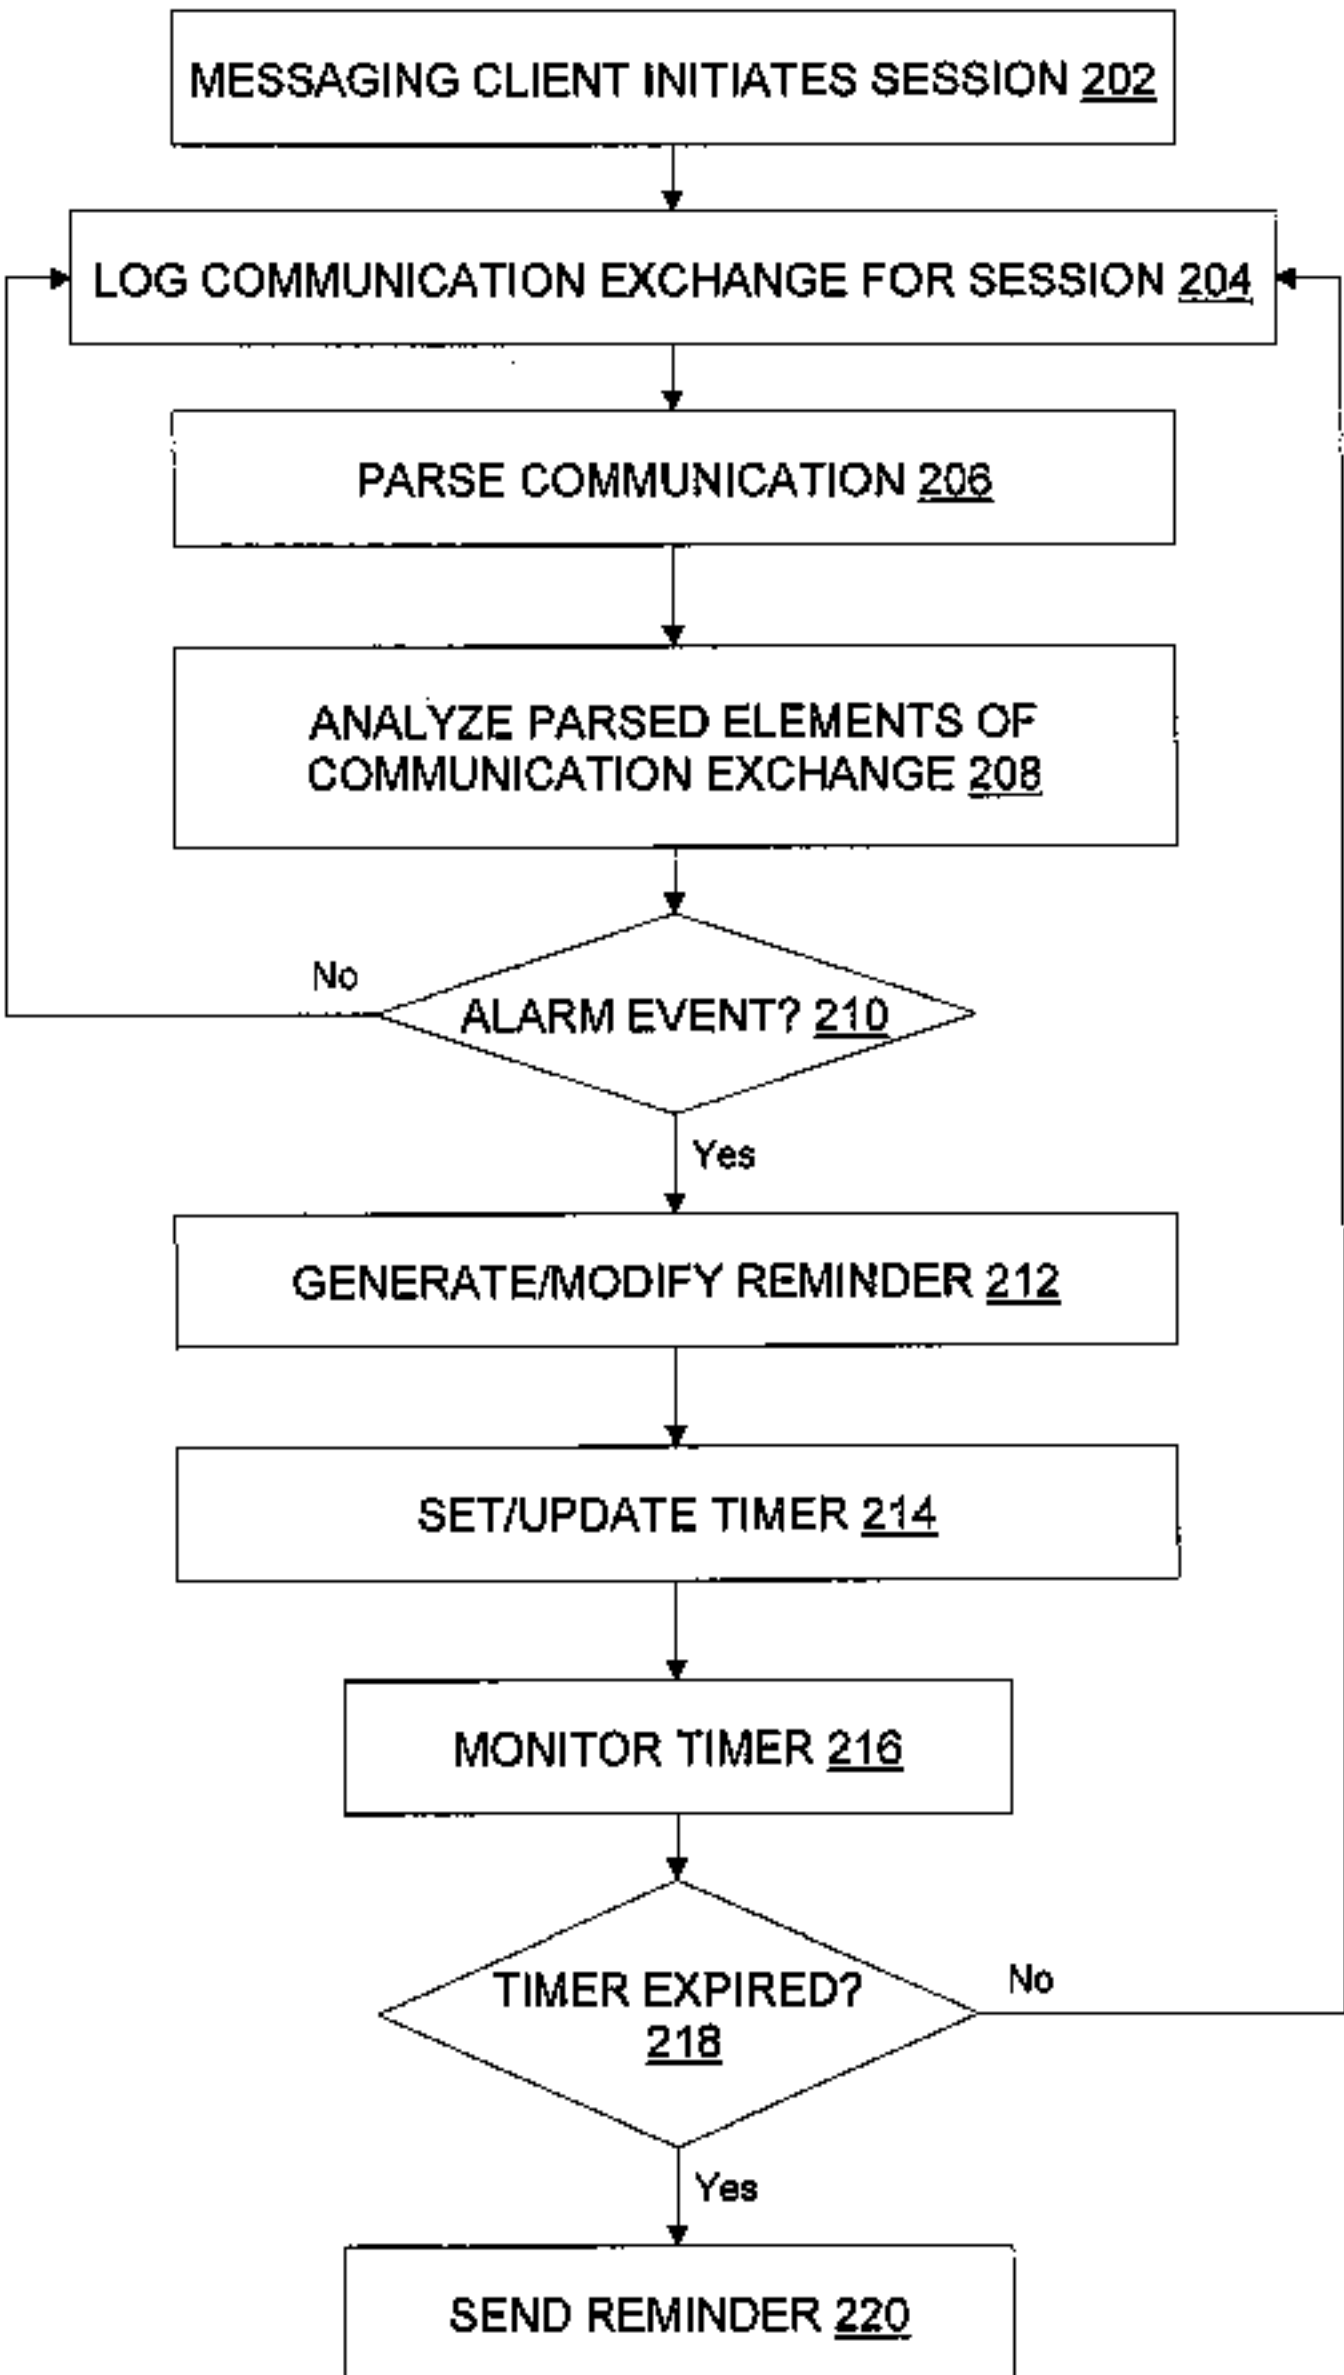 MESSAGING CLIENT INITIATES SESSION 202
LOG COMMUNICATION EXCHANGE FOR SESSION 204
PARSE COMMUNICATION 206
ANALYZE PARSED ELEMENTS OF
COMMUNICATION EXCHANGE 208
No
ALARM EVENT? 210
Yes
GENERATE/MODIFY REMINDER 212
SET/UPDATE TIMER 214
MONITOR TIMER 216
TIMER EXPIRED?
218
No
Yes
SEND REMINDER 220